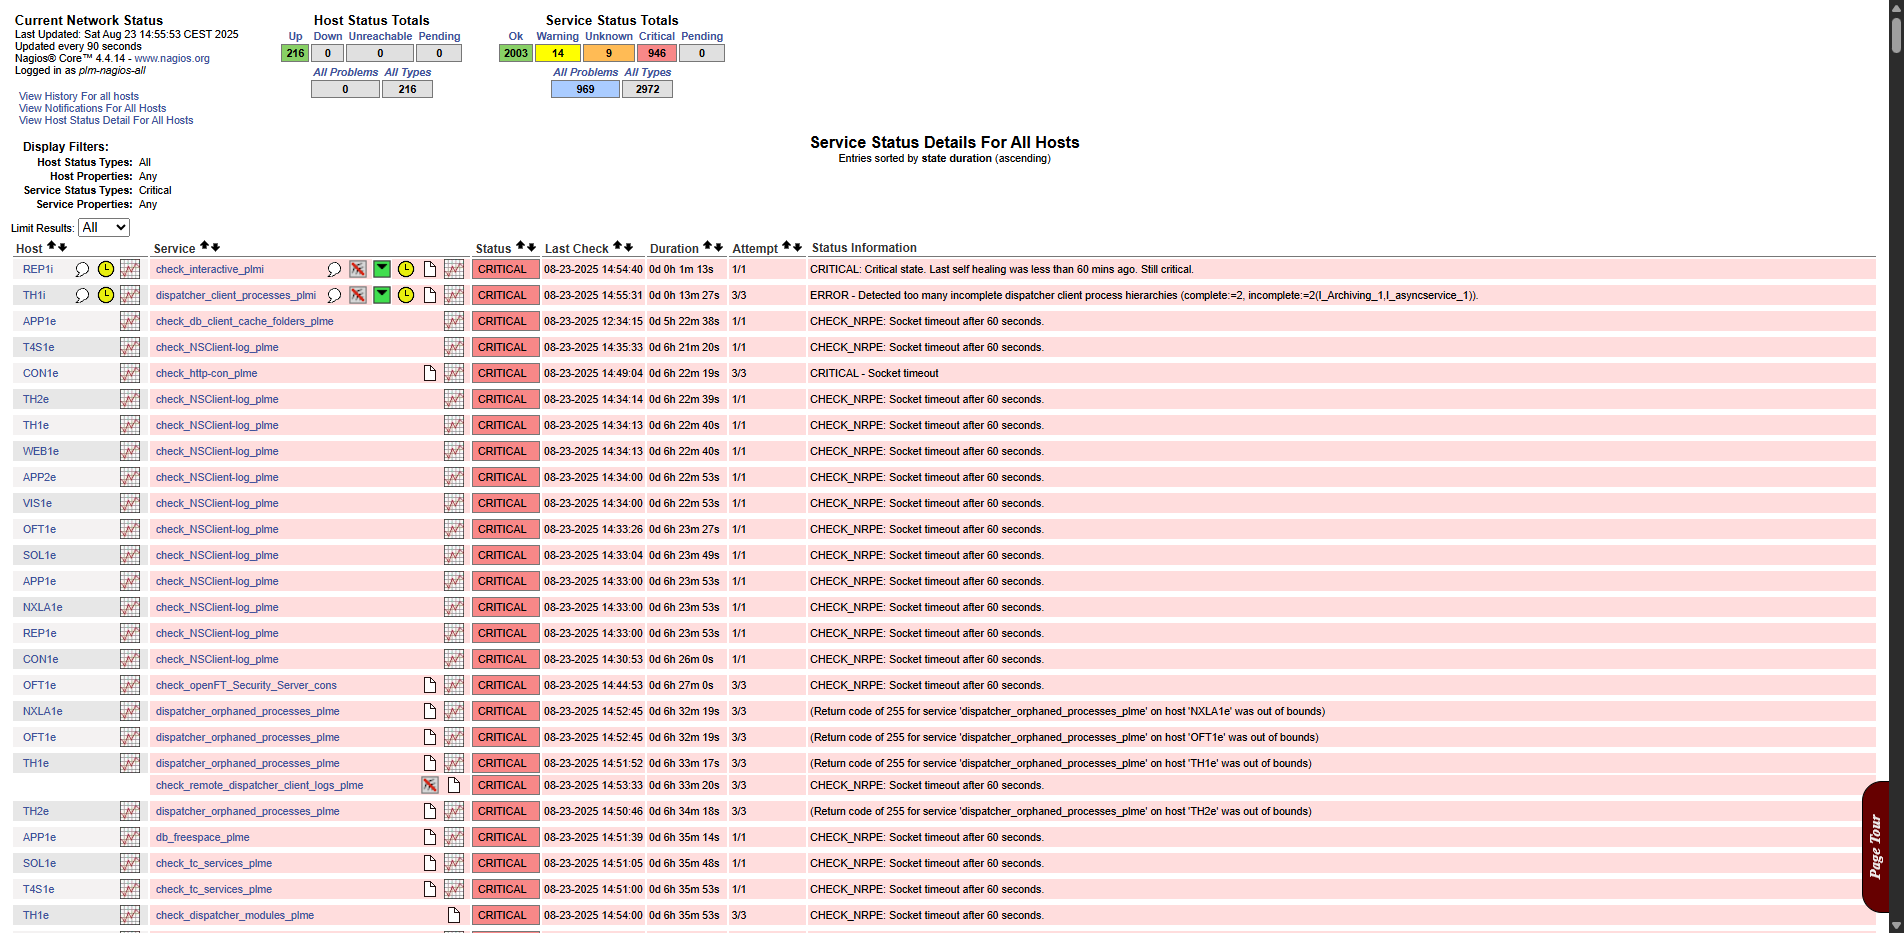 Current Network Status
Last Updated: Sat Aug 23 14:55:53 CEST 2025
Updated every 90 seconds
Nagios® Core™ 4.4.14 - www.nagios.org
Logged in as plm-nagios-all
View History For all hosts
View Notifications For All Hosts
View Host Status Detail For All Hosts
Host Status Totals
Up Down Unreachable Pending
216 0 0 0
All Problems All Types
0 216
Service Status Totals
Ok Warning Unknown Critical Pending
2003 14 9 946 0
All Problems All Types
969 2972
Display Filters:
Host Status Types: All
Host Properties: Any
Service Status Types: Critical
Service Properties: Any
Service Status Details For All Hosts
Entries sorted by state duration (ascending)
Limit Results: All
Host Service Status Last Check Duration Attempt Status Information
REP1i check_interactive_plmi CRITICAL 08-23-2025 14:54:40 0d 0h 1m 13s 1/1 CRITICAL: Critical state. Last self healing was less than 60 mins ago. Still critical.
TH1i dispatcher_client_processes_plmi CRITICAL 08-23-2025 14:55:31 0d 0h 13m 27s 3/3 ERROR - Detected too many incomplete dispatcher client process hierarchies (complete:=2, incomplete:=2(I_Archiving_1,I_asyncservice_1)).
APP1e check_db_client_cache_folders_plme CRITICAL 08-23-2025 12:34:15 0d 5h 22m 38s 1/1 CHECK_NRPE: Socket timeout after 60 seconds.
T4S1e check_NSClient-log_plme CRITICAL 08-23-2025 14:35:33 0d 6h 21m 20s 1/1 CHECK_NRPE: Socket timeout after 60 seconds.
CON1e check_http-con_plme CRITICAL 08-23-2025 14:49:04 0d 6h 22m 19s 3/3 CRITICAL - Socket timeout
TH2e check_NSClient-log_plme CRITICAL 08-23-2025 14:34:14 0d 6h 22m 39s 1/1 CHECK_NRPE: Socket timeout after 60 seconds.
TH1e check_NSClient-log_plme CRITICAL 08-23-2025 14:34:13 0d 6h 22m 40s 1/1 CHECK_NRPE: Socket timeout after 60 seconds.
WEB1e check_NSClient-log_plme CRITICAL 08-23-2025 14:34:13 0d 6h 22m 40s 1/1 CHECK_NRPE: Socket timeout after 60 seconds.
APP2e check_NSClient-log_plme CRITICAL 08-23-2025 14:34:00 0d 6h 22m 53s 1/1 CHECK_NRPE: Socket timeout after 60 seconds.
VIS1e check_NSClient-log_plme CRITICAL 08-23-2025 14:34:00 0d 6h 22m 53s 1/1 CHECK_NRPE: Socket timeout after 60 seconds.
OFT1e check_NSClient-log_plme CRITICAL 08-23-2025 14:33:26 0d 6h 23m 27s 1/1 CHECK_NRPE: Socket timeout after 60 seconds.
SOL1e check_NSClient-log_plme CRITICAL 08-23-2025 14:33:04 0d 6h 23m 49s 1/1 CHECK_NRPE: Socket timeout after 60 seconds.
APP1e check_NSClient-log_plme CRITICAL 08-23-2025 14:33:00 0d 6h 23m 53s 1/1 CHECK_NRPE: Socket timeout after 60 seconds.
NXLA1e check_NSClient-log_plme CRITICAL 08-23-2025 14:33:00 0d 6h 23m 53s 1/1 CHECK_NRPE: Socket timeout after 60 seconds.
REP1e check_NSClient-log_plme CRITICAL 08-23-2025 14:33:00 0d 6h 23m 53s 1/1 CHECK_NRPE: Socket timeout after 60 seconds.
CON1e check_NSClient-log_plme CRITICAL 08-23-2025 14:30:53 0d 6h 26m 0s 1/1 CHECK_NRPE: Socket timeout after 60 seconds.
OFT1e check_openFT_Security_Server_cons CRITICAL 08-23-2025 14:44:53 0d 6h 27m 0s 3/3 CHECK_NRPE: Socket timeout after 60 seconds.
NXLA1e dispatcher_orphaned_processes_plme CRITICAL 08-23-2025 14:52:45 0d 6h 32m 19s 3/3 (Return code of 255 for service 'dispatcher_orphaned_processes_plme' on host 'NXLA1e' was out of bounds)
OFT1e dispatcher_orphaned_processes_plme CRITICAL 08-23-2025 14:52:45 0d 6h 32m 19s 3/3 (Return code of 255 for service 'dispatcher_orphaned_processes_plme' on host 'OFT1e' was out of bounds)
TH1e dispatcher_orphaned_processes_plme CRITICAL 08-23-2025 14:51:52 0d 6h 33m 17s 3/3 (Return code of 255 for service 'dispatcher_orphaned_processes_plme' on host 'TH1e' was out of bounds)
check_remote_dispatcher_client_logs_plme CRITICAL 08-23-2025 14:53:33 0d 6h 33m 20s 3/3 CHECK_NRPE: Socket timeout after 60 seconds.
TH2e dispatcher_orphaned_processes_plme CRITICAL 08-23-2025 14:50:46 0d 6h 34m 18s 3/3 (Return code of 255 for service 'dispatcher_orphaned_processes_plme' on host 'TH2e' was out of bounds)
APP1e db_freespace_plme CRITICAL 08-23-2025 14:51:39 0d 6h 35m 14s 1/1 CHECK_NRPE: Socket timeout after 60 seconds.
SOL1e check_tc_services_plme CRITICAL 08-23-2025 14:51:05 0d 6h 35m 48s 1/1 CHECK_NRPE: Socket timeout after 60 seconds.
T4S1e check_tc_services_plme CRITICAL 08-23-2025 14:51:00 0d 6h 35m 53s 1/1 CHECK_NRPE: Socket timeout after 60 seconds.
TH1e check_dispatcher_modules_plme CRITICAL 08-23-2025 14:54:00 0d 6h 35m 53s 3/3 CHECK_NRPE: Socket timeout after 60 seconds.
Page Tour